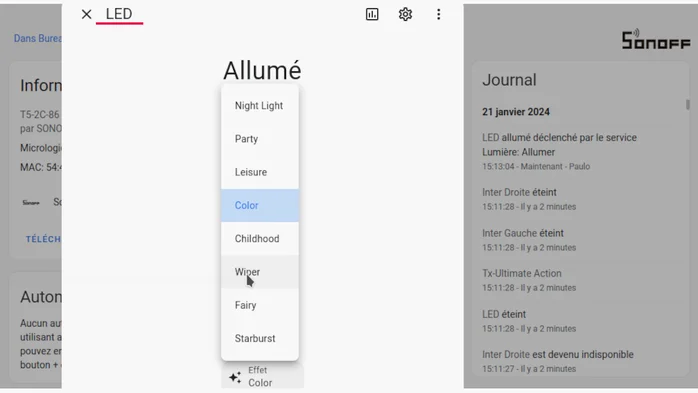 LED
Dans Burea
Inform
T5-2C-86
par SONO
Micrologi
MAC: 54:4
SONOFF
So
TÉLÉCH
Auton
Aucun aut
utilisant a
pouvez en
bouton +
Allumé
Night Light
Party
Leisure
Color
Childhood
Wiper
Fairy
Starburst
Effet
Color
SONOFF
Journal
21 janvier 2024
LED allumé déclenché par le service
Lumière: Allumer
15:13:04 - Maintenant - Paulo
Inter Droite éteint
15:11:28 - Il y a 2 minutes
Inter Gauche éteint
15:11:28 - Il y a 2 minutes
Tx-Ultimate Action
15:11:28 - Il y a 2 minutes
LED éteint
15:11:28 - Il y a 2 minutes
Inter Droite est devenu indisponible
15:11:27 - Il y a 2 minutes